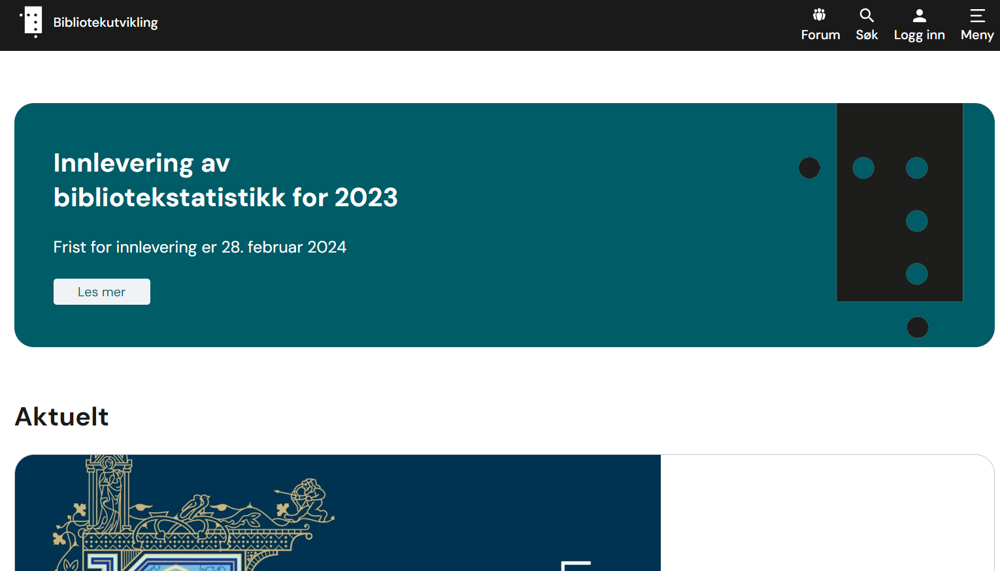 Bibliotekutvikling
Forum
Søk
Logg inn
Meny
Innlevering av
bibliotekstatistikk for 2023
Frist for innlevering er 28. februar 2024
Les mer
Aktuelt